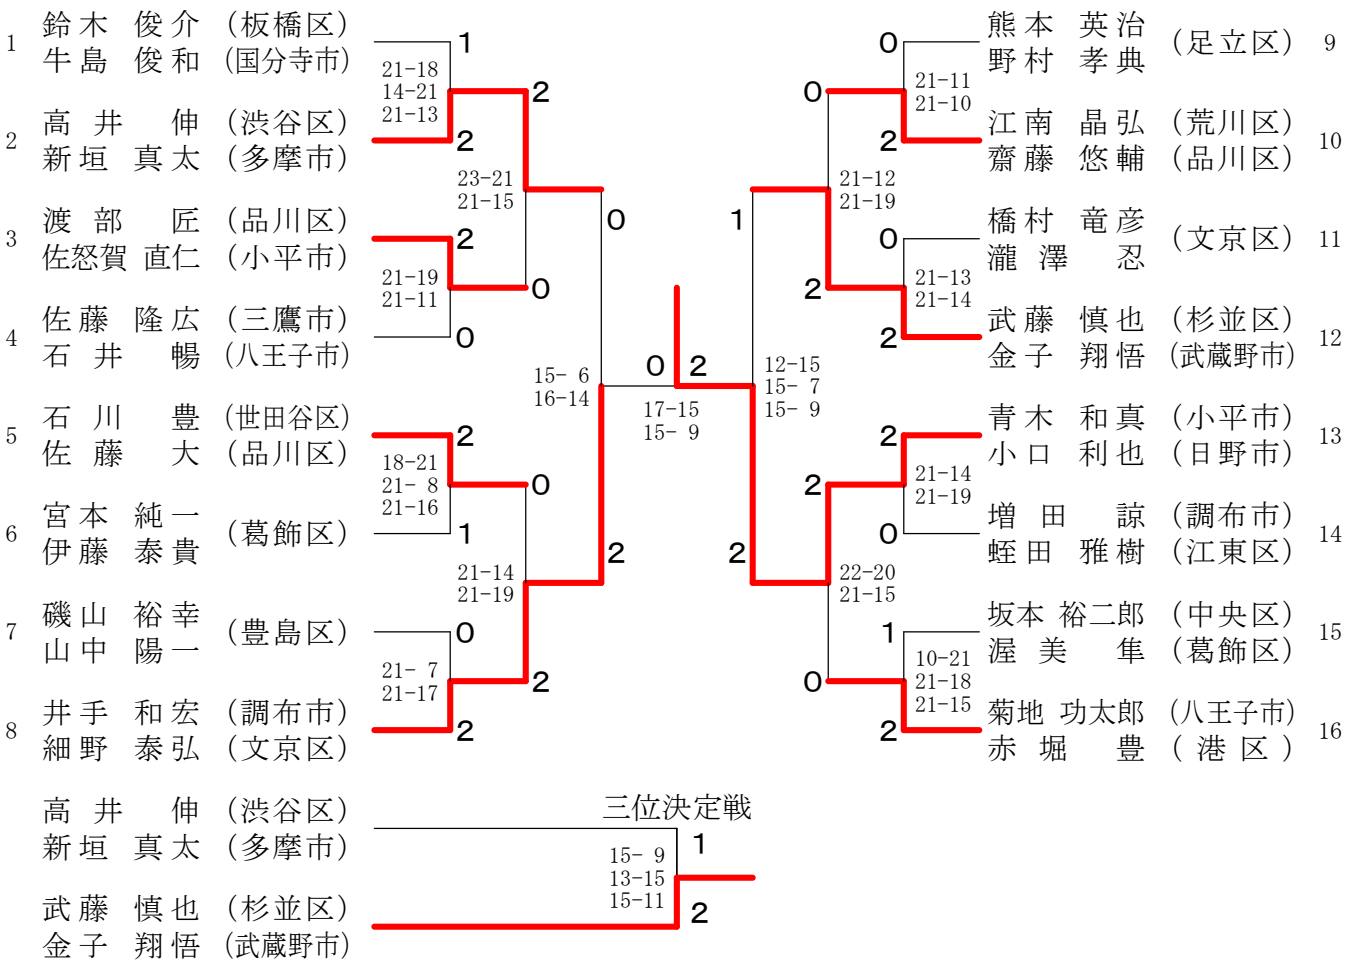 1 鈴木 俊介 (板橋区)
牛島 俊和 (国分寺市)
1
21-18
14-21
21-13
2
2 高井 伸 (渋谷区)
新垣 真太 (多摩市)
2
23-21
21-15
0
3 渡部 匠 (品川区)
佐怒賀 直仁 (小平市)
2
21-19
21-11
0
4 佐藤 隆広 (三鷹市)
石井 暢 (八王子市)
0
15- 6
16-14
5 石川 豊 (世田谷区)
佐藤 大 (品川区)
2
18-21
21- 8
21-16
0
6 宮本 純一
伊藤 泰貴
(葛飾区)
1
21-14
21-19
2
7 磯山 裕幸
山中 陽一
(豊島区)
0
21- 7
21-17
2
8 井手 和宏 (調布市)
細野 泰弘 (文京区)
2
0 2
17-15
15- 9
熊本 英治
野村 孝典
(足立区) 9
0
21-11
21-10
0
江南 晶弘 (荒川区)
齋藤 悠輔 (品川区) 10
2
21-12
21-19
1
橋村 竜彦
瀧澤 忍
(文京区) 11
0
21-13
21-14
2
武藤 慎也 (杉並区)
金子 翔悟 (武蔵野市) 12
2
12-15
15- 7
15- 9
青木 和真 (小平市)
小口 利也 (日野市) 13
2
21-14
21-19
2
増田 諒 (調布市)
蛭田 雅樹 (江東区) 14
0
22-20
21-15
2
坂本 裕二郎 (中央区)
渥美 隼 (葛飾区) 15
1
10-21
21-18
21-15
0
菊地 功太郎 (八王子市)
赤堀 豊 (港区) 16
2
三位決定戦
高井 伸 (渋谷区)
新垣 真太 (多摩市)
1
15- 9
13-15
15-11
武藤 慎也 (杉並区)
金子 翔悟 (武蔵野市)
2